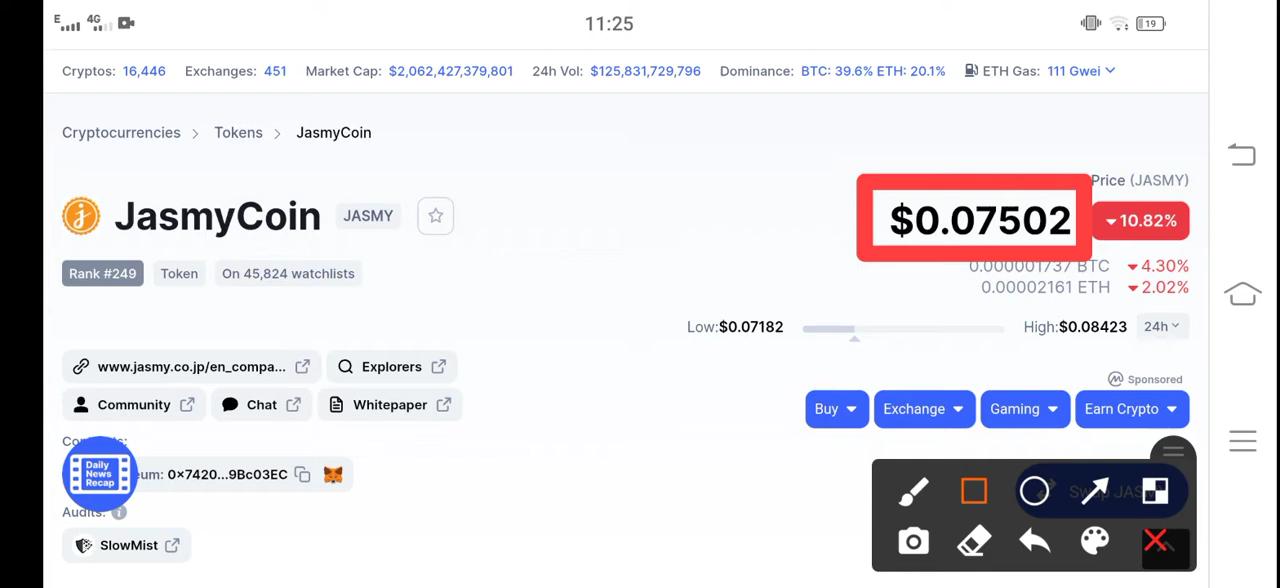 E 4G 11:25 19
Cryptos: 16,446 Exchanges: 451 Market Cap: $2,062,427,379,801 24h Vol: $125,831,729,796 Dominance: BTC: 39.6% ETH: 20.1% ETH Gas: 111 Gwei
Cryptocurrencies > Tokens > JasmyCoin
Price (JASMY)
JasmyCoin JASMY $0.07502 10.82%
Rank #249 Token On 45,824 watchlists 0.000001737 BTC 4.30%
0.00002161 ETH 2.02%
Low:$0.07182 High:$0.08423 24h
www.jasmy.co.jp/en_compa... Explorers
Sponsored
Community Chat Whitepaper Buy Exchange Gaming Earn Crypto
Daily
News
Recap
0x7420...9Bc03EC
Swap JAS
Audits: i
SlowMist